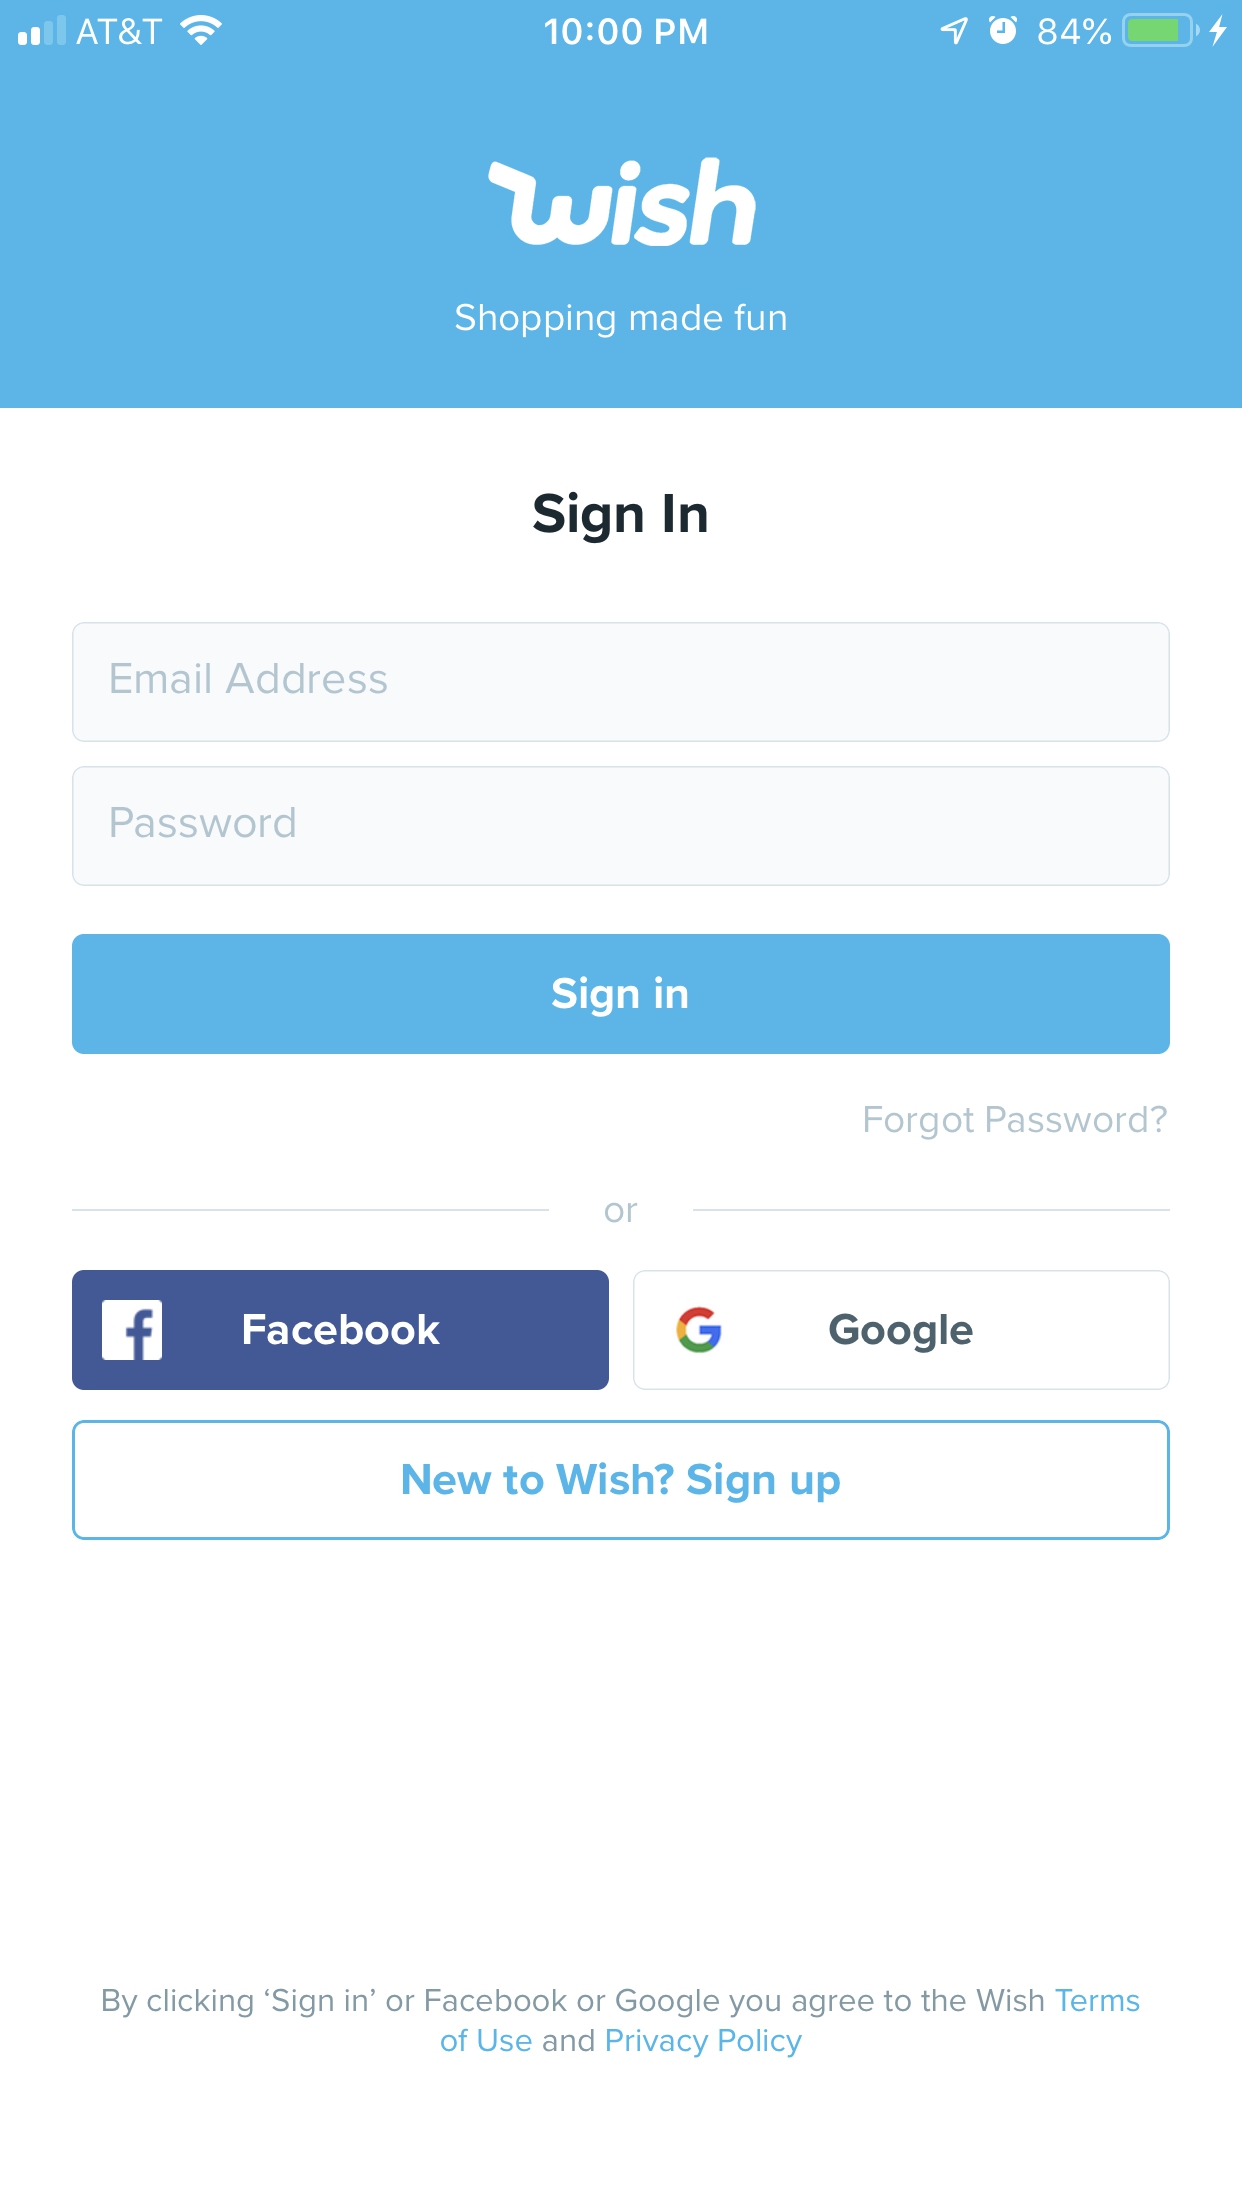 AT&T 10:00 PM 84%
wish
Shopping made fun
Sign In
Email Address
Password
Sign in
Forgot Password?
or
Facebook Google
New to Wish? Sign up
By clicking ‘Sign in’ or Facebook or Google you agree to the Wish Terms
of Use and Privacy Policy